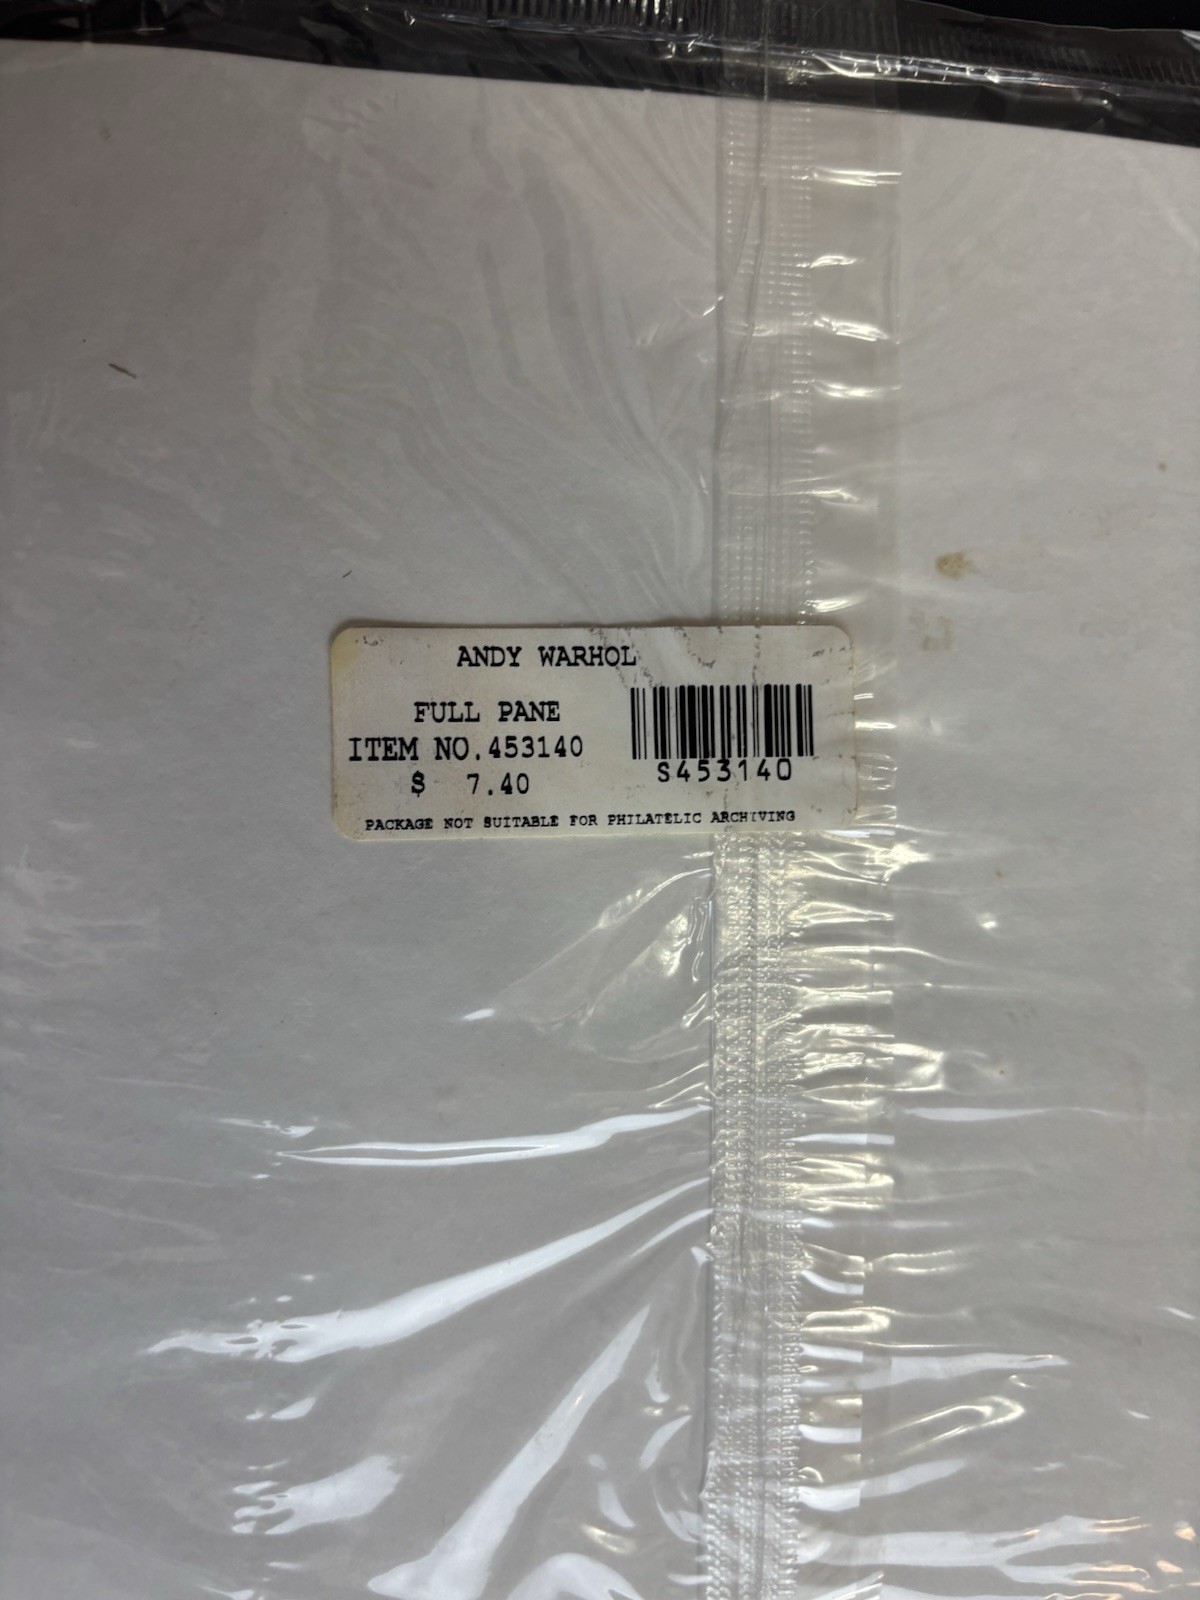 ANDY WARHOL
FULL PANE
ITEM NO.453140
$ 7.40
S453140
PACKAGE NOT SUITABLE FOR PHILATELIC ARCHIVING